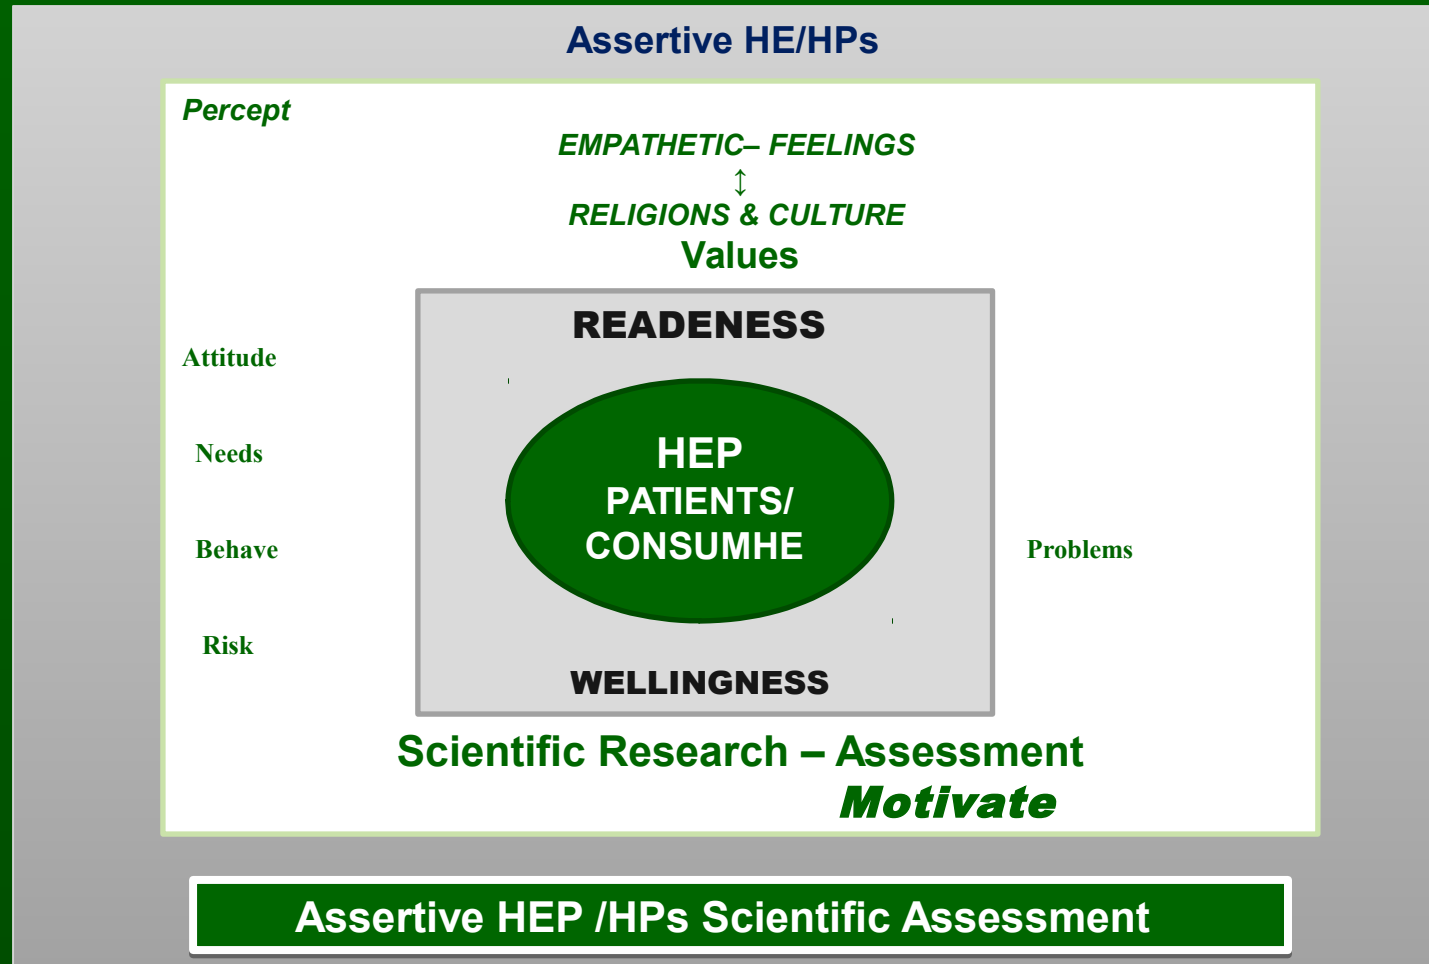 Assertive HE/HPs
Percept
EMPATHETIC– FEELINGS
↕
RELIGIONS & CULTURE
Values
READENESS
Attitude
HEP
PATIENTS/
CONSUMHE
Needs
Behave
Problems
Risk
WELLINGNESS
Scientific Research – Assessment
Motivate
Assertive HEP /HPs Scientific Assessment